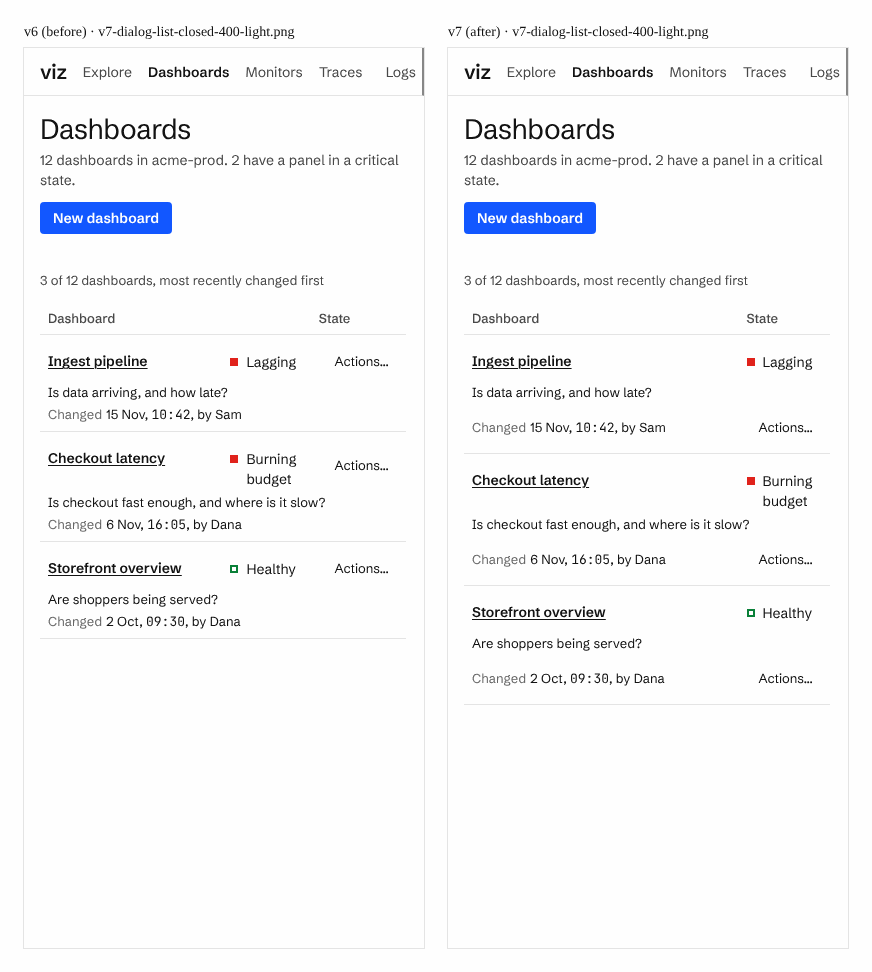 v6 (before) · v7-dialog-list-closed-400-light.png
viz Explore Dashboards Monitors Traces Logs
Dashboards
12 dashboards in acme-prod. 2 have a panel in a critical
state.
New dashboard
3 of 12 dashboards, most recently changed first
Dashboard State
Ingest pipeline Lagging Actions...
Is data arriving, and how late?
Changed 15 Nov, 10:42, by Sam
Checkout latency Burning
budget Actions...
Is checkout fast enough, and where is it slow?
Changed 6 Nov, 16:05, by Dana
Storefront overview Healthy Actions...
Are shoppers being served?
Changed 2 Oct, 09:30, by Dana
v7 (after) · v7-dialog-list-closed-400-light.png
viz Explore Dashboards Monitors Traces Logs
Dashboards
12 dashboards in acme-prod. 2 have a panel in a critical
state.
New dashboard
3 of 12 dashboards, most recently changed first
Dashboard State
Ingest pipeline Lagging
Is data arriving, and how late?
Changed 15 Nov, 10:42, by Sam Actions...
Checkout latency Burning
budget
Is checkout fast enough, and where is it slow?
Changed 6 Nov, 16:05, by Dana Actions...
Storefront overview Healthy
Are shoppers being served?
Changed 2 Oct, 09:30, by Dana Actions...